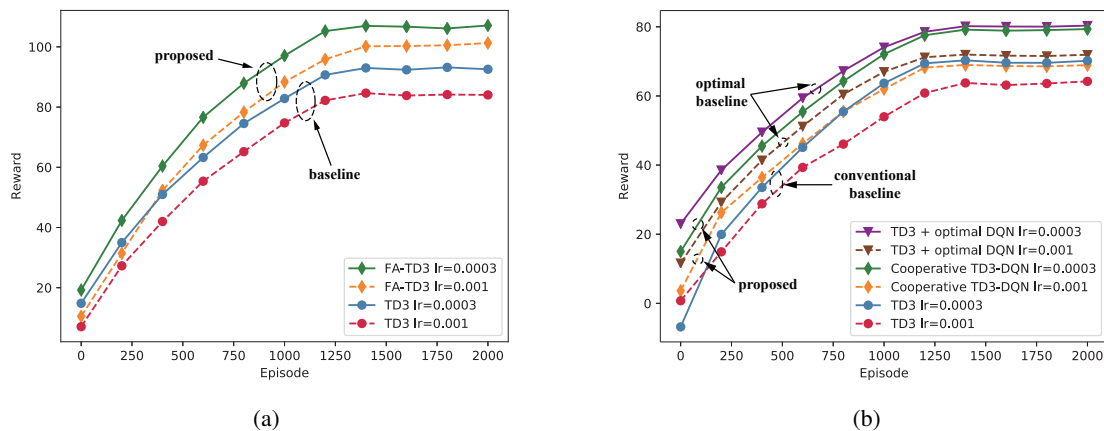 100
80
60
40
20
Reward
0
250
500
750
1000
1250
1500
1750
2000
Episode
proposed
baseline
FA-TD3 lr=0.0003
FA-TD3 lr=0.001
TD3 lr=0.0003
TD3 lr=0.001
(a)
80
60
40
20
0
Reward
0
250
500
750
1000
1250
1500
1750
2000
Episode
optimal
baseline
conventional
baseline
proposed
TD3 + optimal DQN lr=0.0003
TD3 + optimal DQN lr=0.001
Cooperative TD3-DQN lr=0.0003
Cooperative TD3-DQN lr=0.001
TD3 lr=0.0003
TD3 lr=0.001
(b)